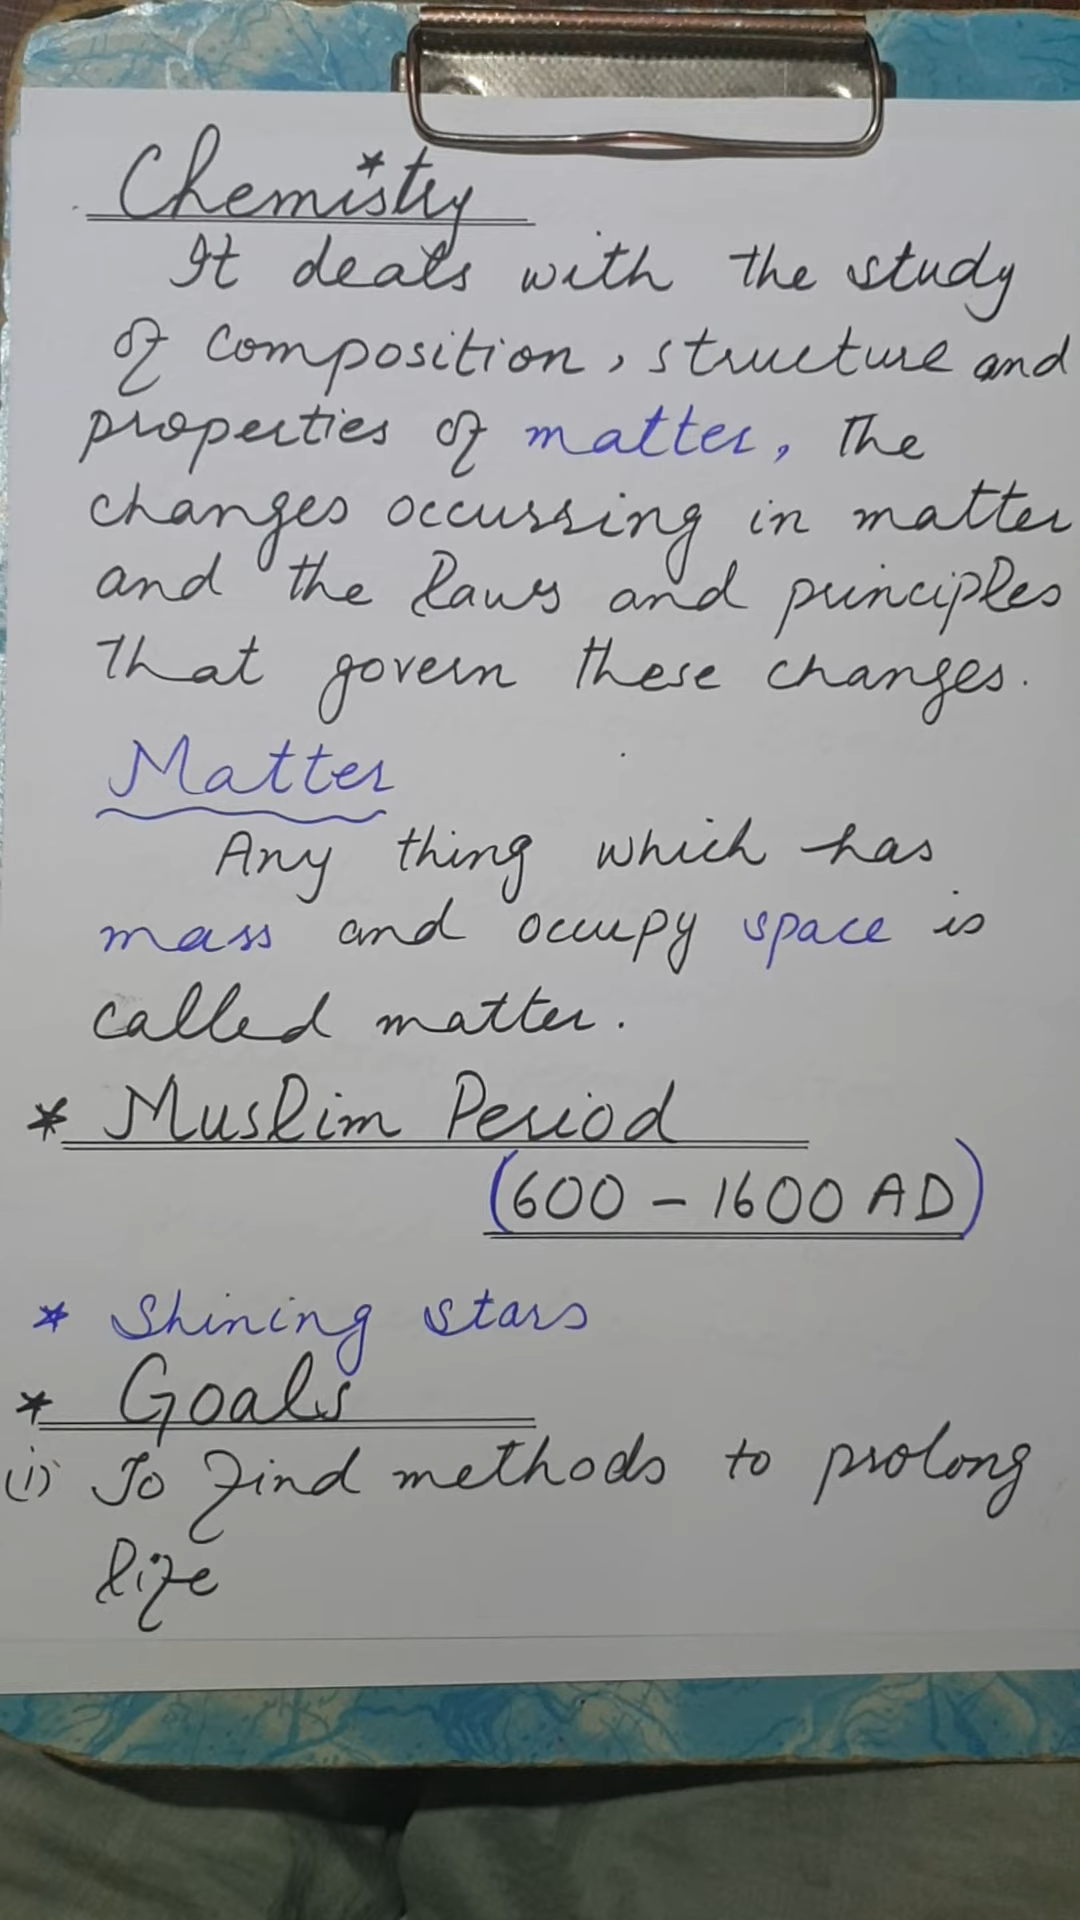 Chemistry
It deals with the study
of composition, structure and
properties of matter, The
changes occurring in matter
and the laws and principles
that govern these changes.
Matter
Any thing which has
mass and occupy space is
called matter.
* Muslim Period
(600 - 1600 AD)
* Shining stars
* Goals
(i) To find methods to prolong
life